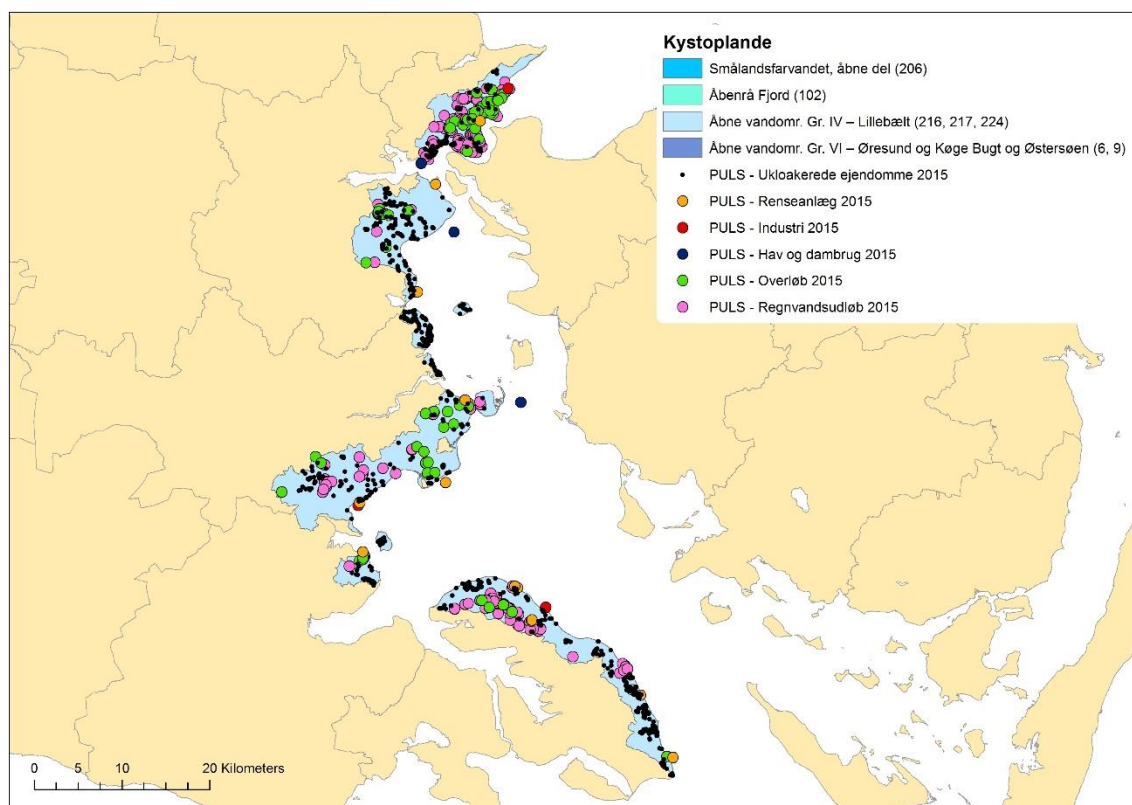 Kystoplande
Smålandsfarvandet, åbne del (206)
Åbenrå Fjord (102)
Åbne vandomr. Gr. IV – Lillebælt (216, 217, 224)
Åbne vandomr. Gr. VI – Øresund og Køge Bugt og Østersøen (6, 9)
PULS - Ukloakerede ejendomme 2015
PULS - Renseanlæg 2015
PULS - Industri 2015
PULS - Hav og dambrug 2015
PULS - Overløb 2015
PULS - Regnvandsudløb 2015
0 5 10 20 Kilometers